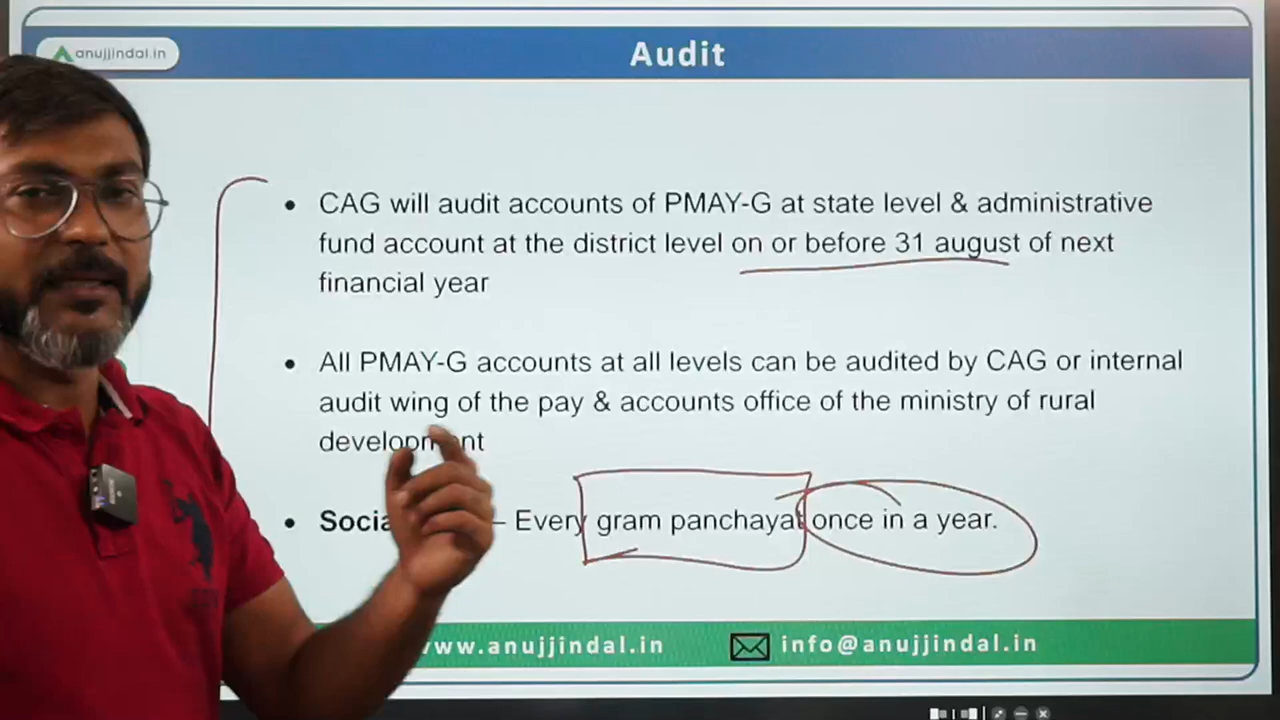 anujjindal.in
Audit
• CAG will audit accounts of PMAY-G at state level & administrative
fund account at the district level on or before 31 august of next
financial year
• All PMAY-G accounts at all levels can be audited by CAG or internal
audit wing of the pay & accounts office of the ministry of rural
development
• – Every gram panchayat once in a year.
www.anujjindal.in
info@anujjindal.in